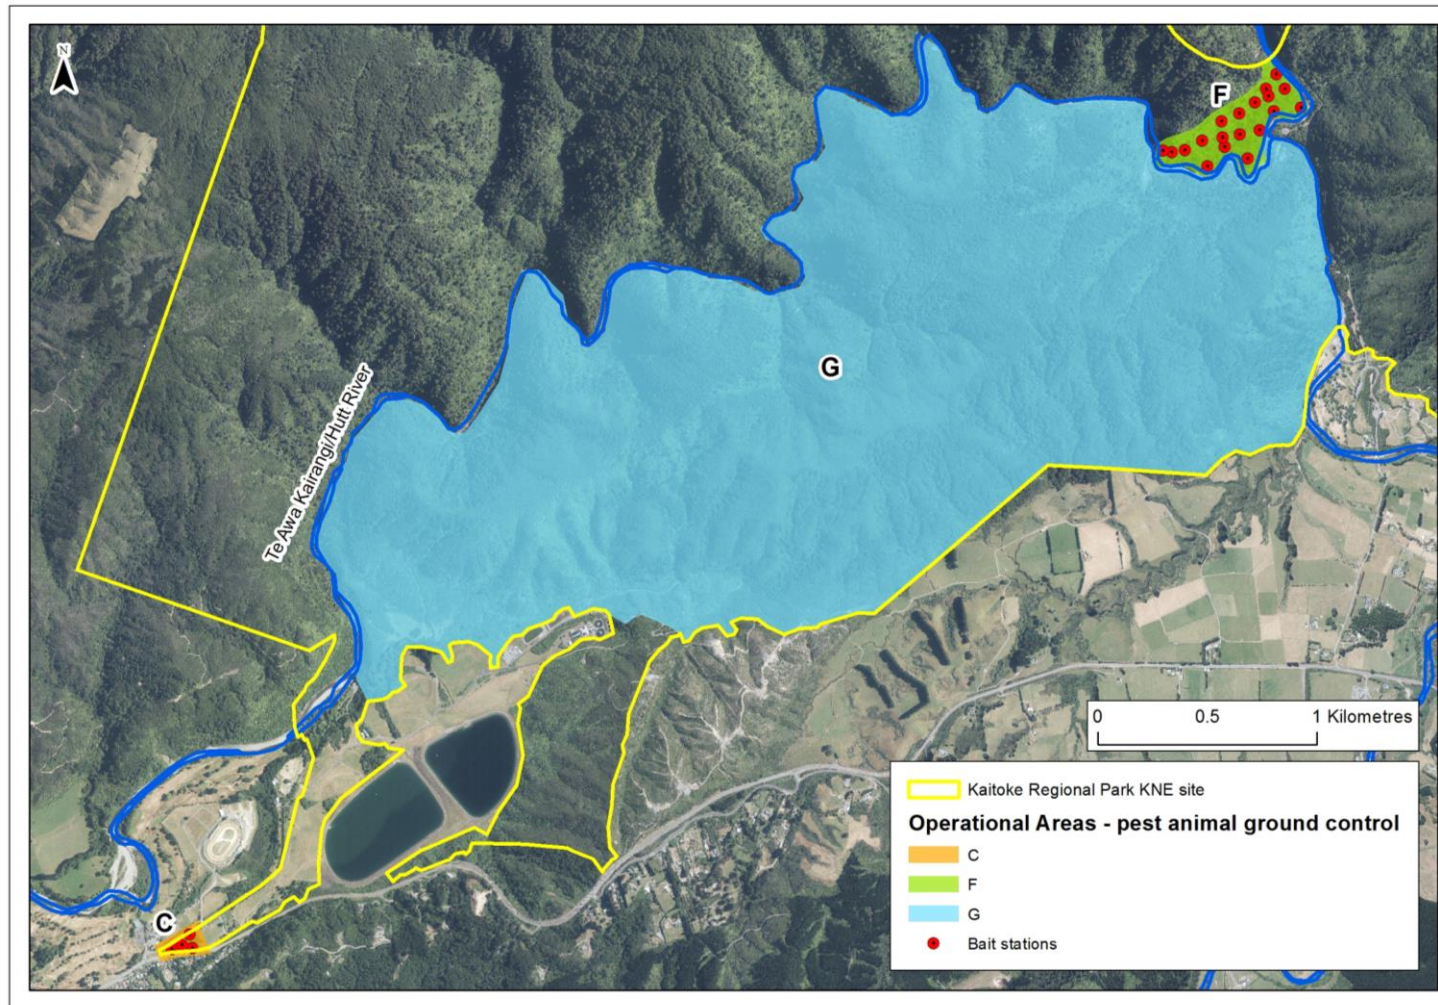 N
F
G
Te Awa Kairangi/Hutt River
0 0.5 1 Kilometres
Kaitoke Regional Park KNE site
Operational Areas - pest animal ground control
C
F
G
Bait stations
C